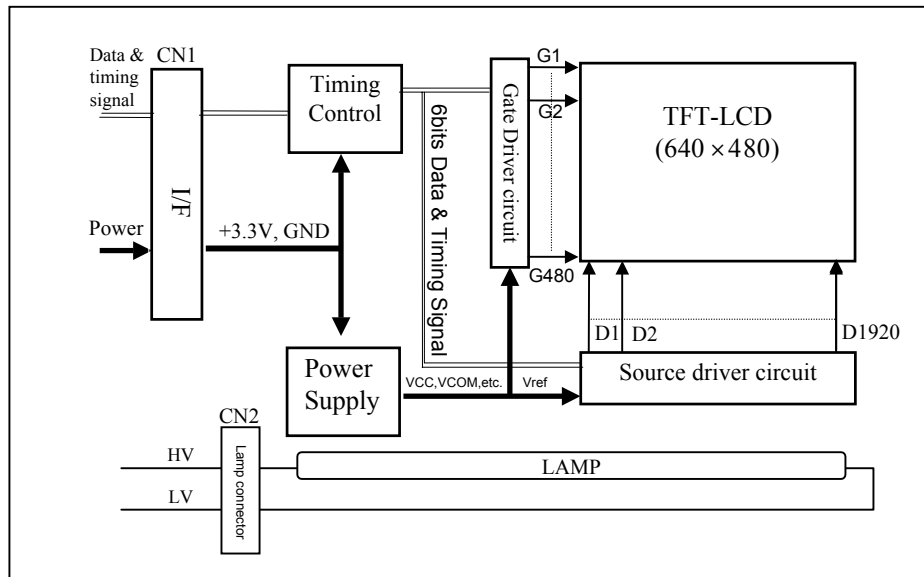 Data &
timing
signal
CN1
I/F
Power
+3.3V, GND
Timing
Control
6bits Data & Timing Signal
Gate Driver circuit
G1
G2
G480
TFT-LCD
(640 × 480)
D1
D2
D1920
Source driver circuit
Power
Supply
VCC,VCOM,etc.
Vref
CN2
Lamp connector
HV
LV
LAMP